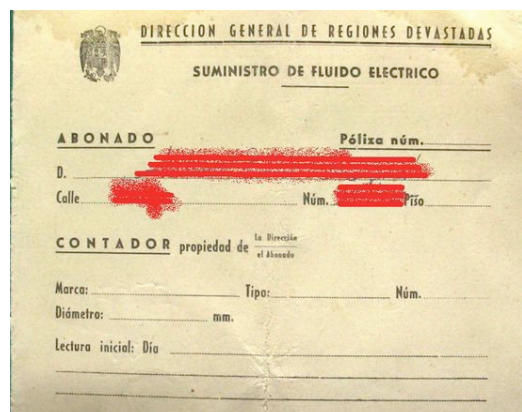 DIRECCION GENERAL DE REGIONES DEVASTADAS
SUMINISTRO DE FLUIDO ELECTRICO
ABONADO Póliza núm.
D.
Calle Núm. Piso
CONTADOR propiedad de La Dirección
el Abonado
Marca: Tipo: Núm.
Diámetro: mm.
Lectura inicial: Día